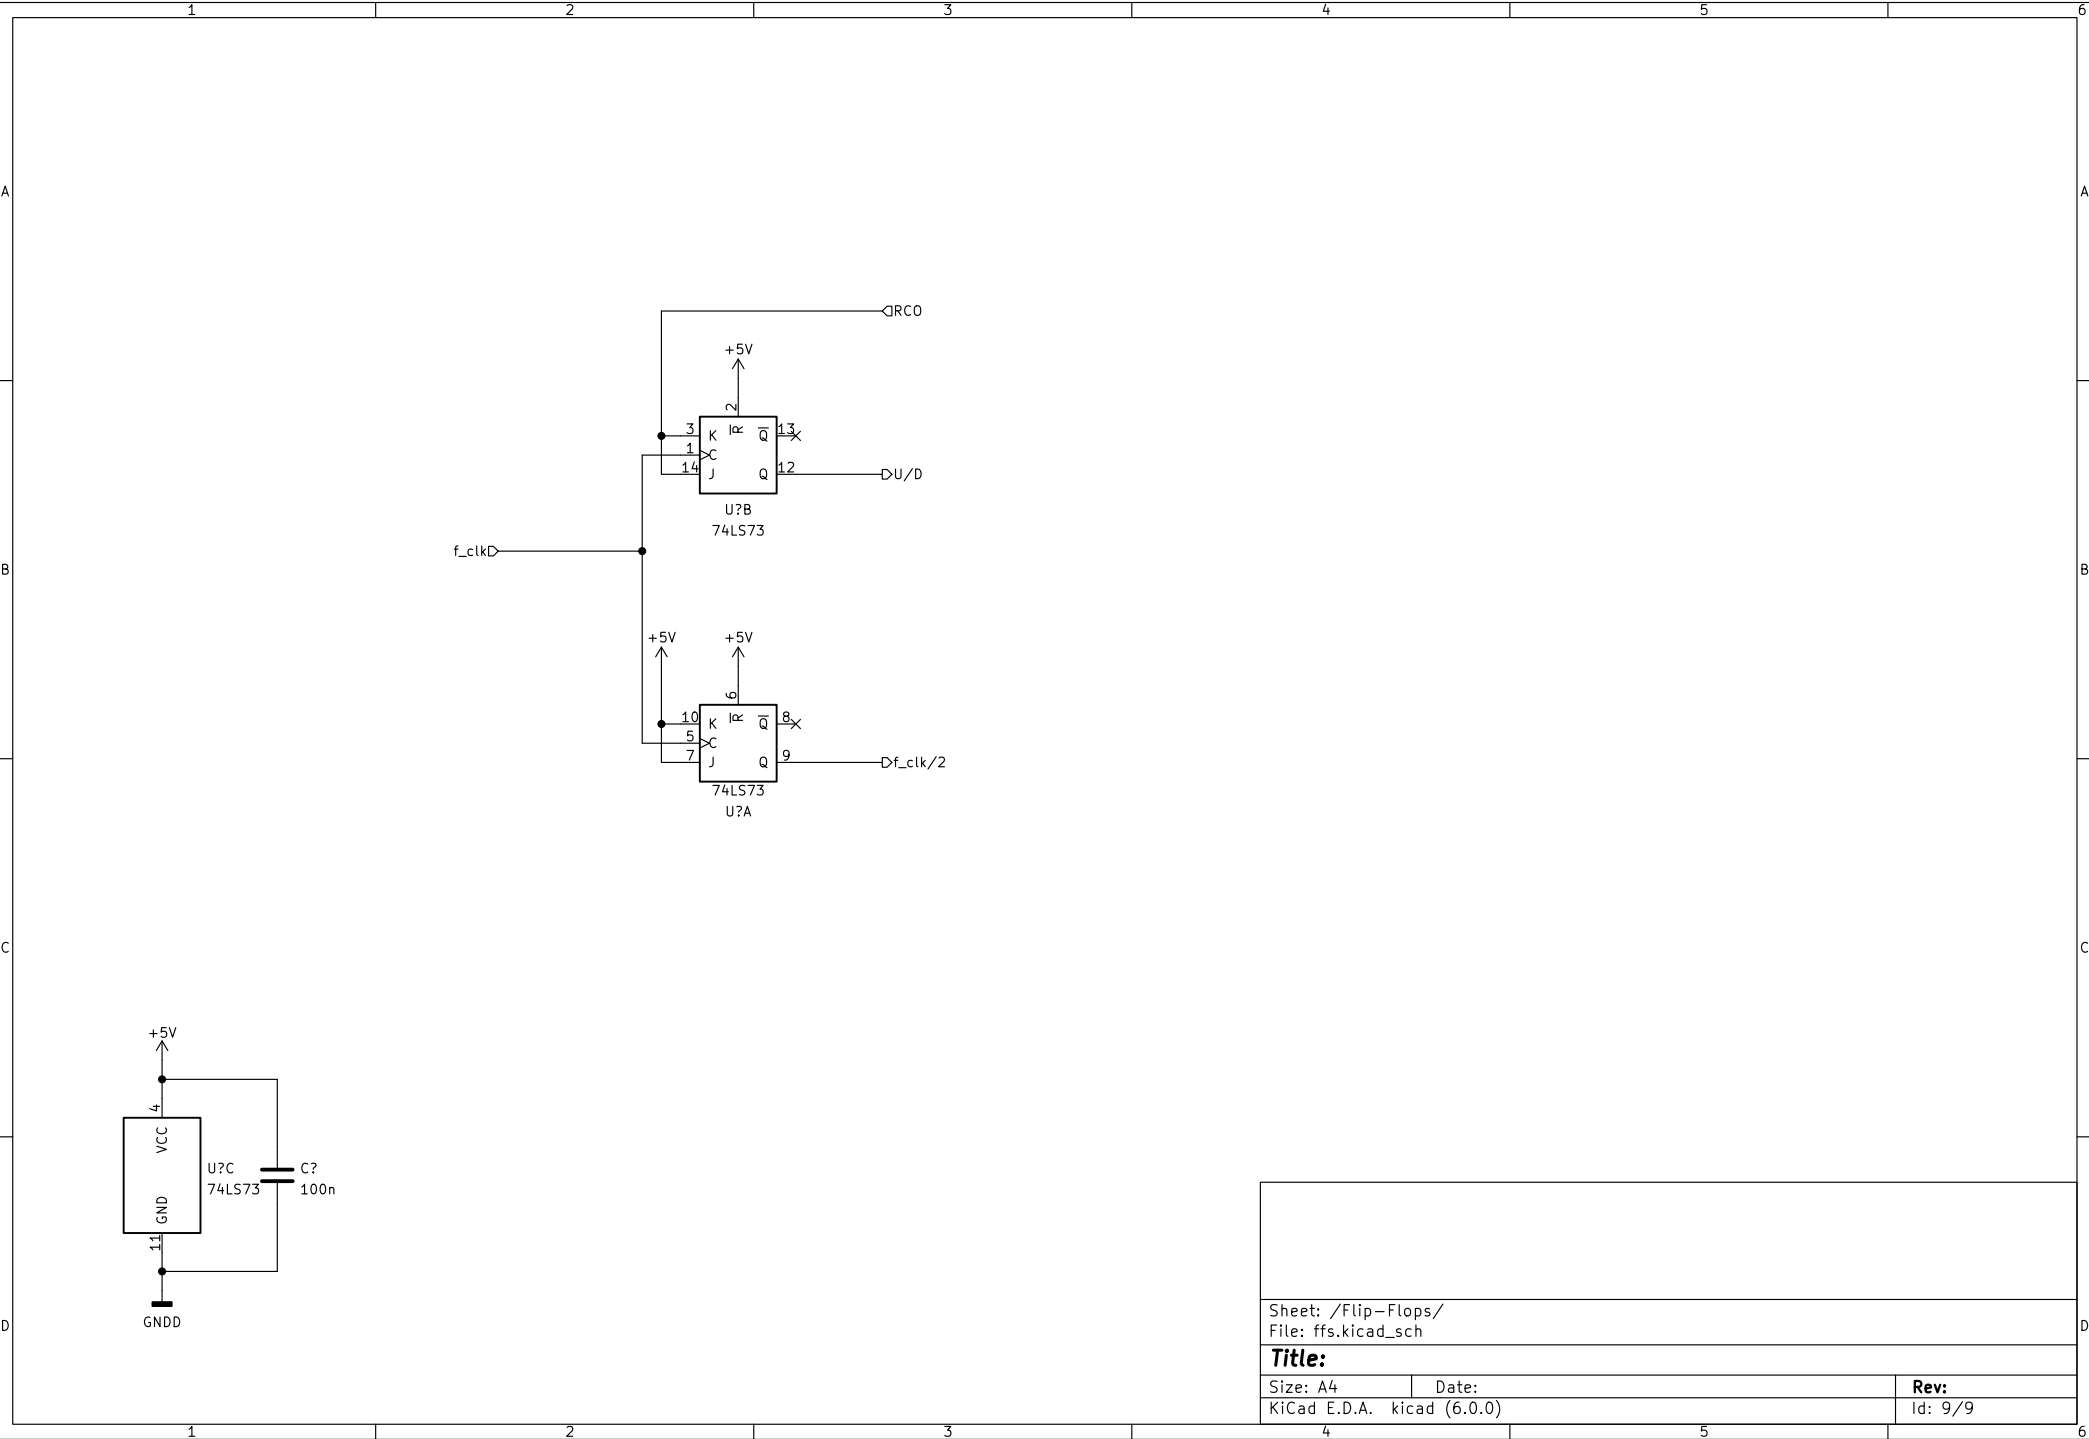 1 2 3 4 5 6
A A
RCO
+5V
2
3 K R Q 13
1 C
14 J Q 12 U/D
U?B
74LS73
f_clk
B B
+5V +5V
6
10 K R Q 8
5 C
7 J Q 9 f_clk/2
74LS73
U?A
C C
+5V
4
VCC
U?C C?
74LS73 100n
GND
11
GNDD
Sheet: /Flip-Flops/
File: ffs.kicad_sch
D D
Title:
Size: A4 Date: Rev:
KiCad E.D.A. kicad (6.0.0) Id: 9/9
1 2 3 4 5 6